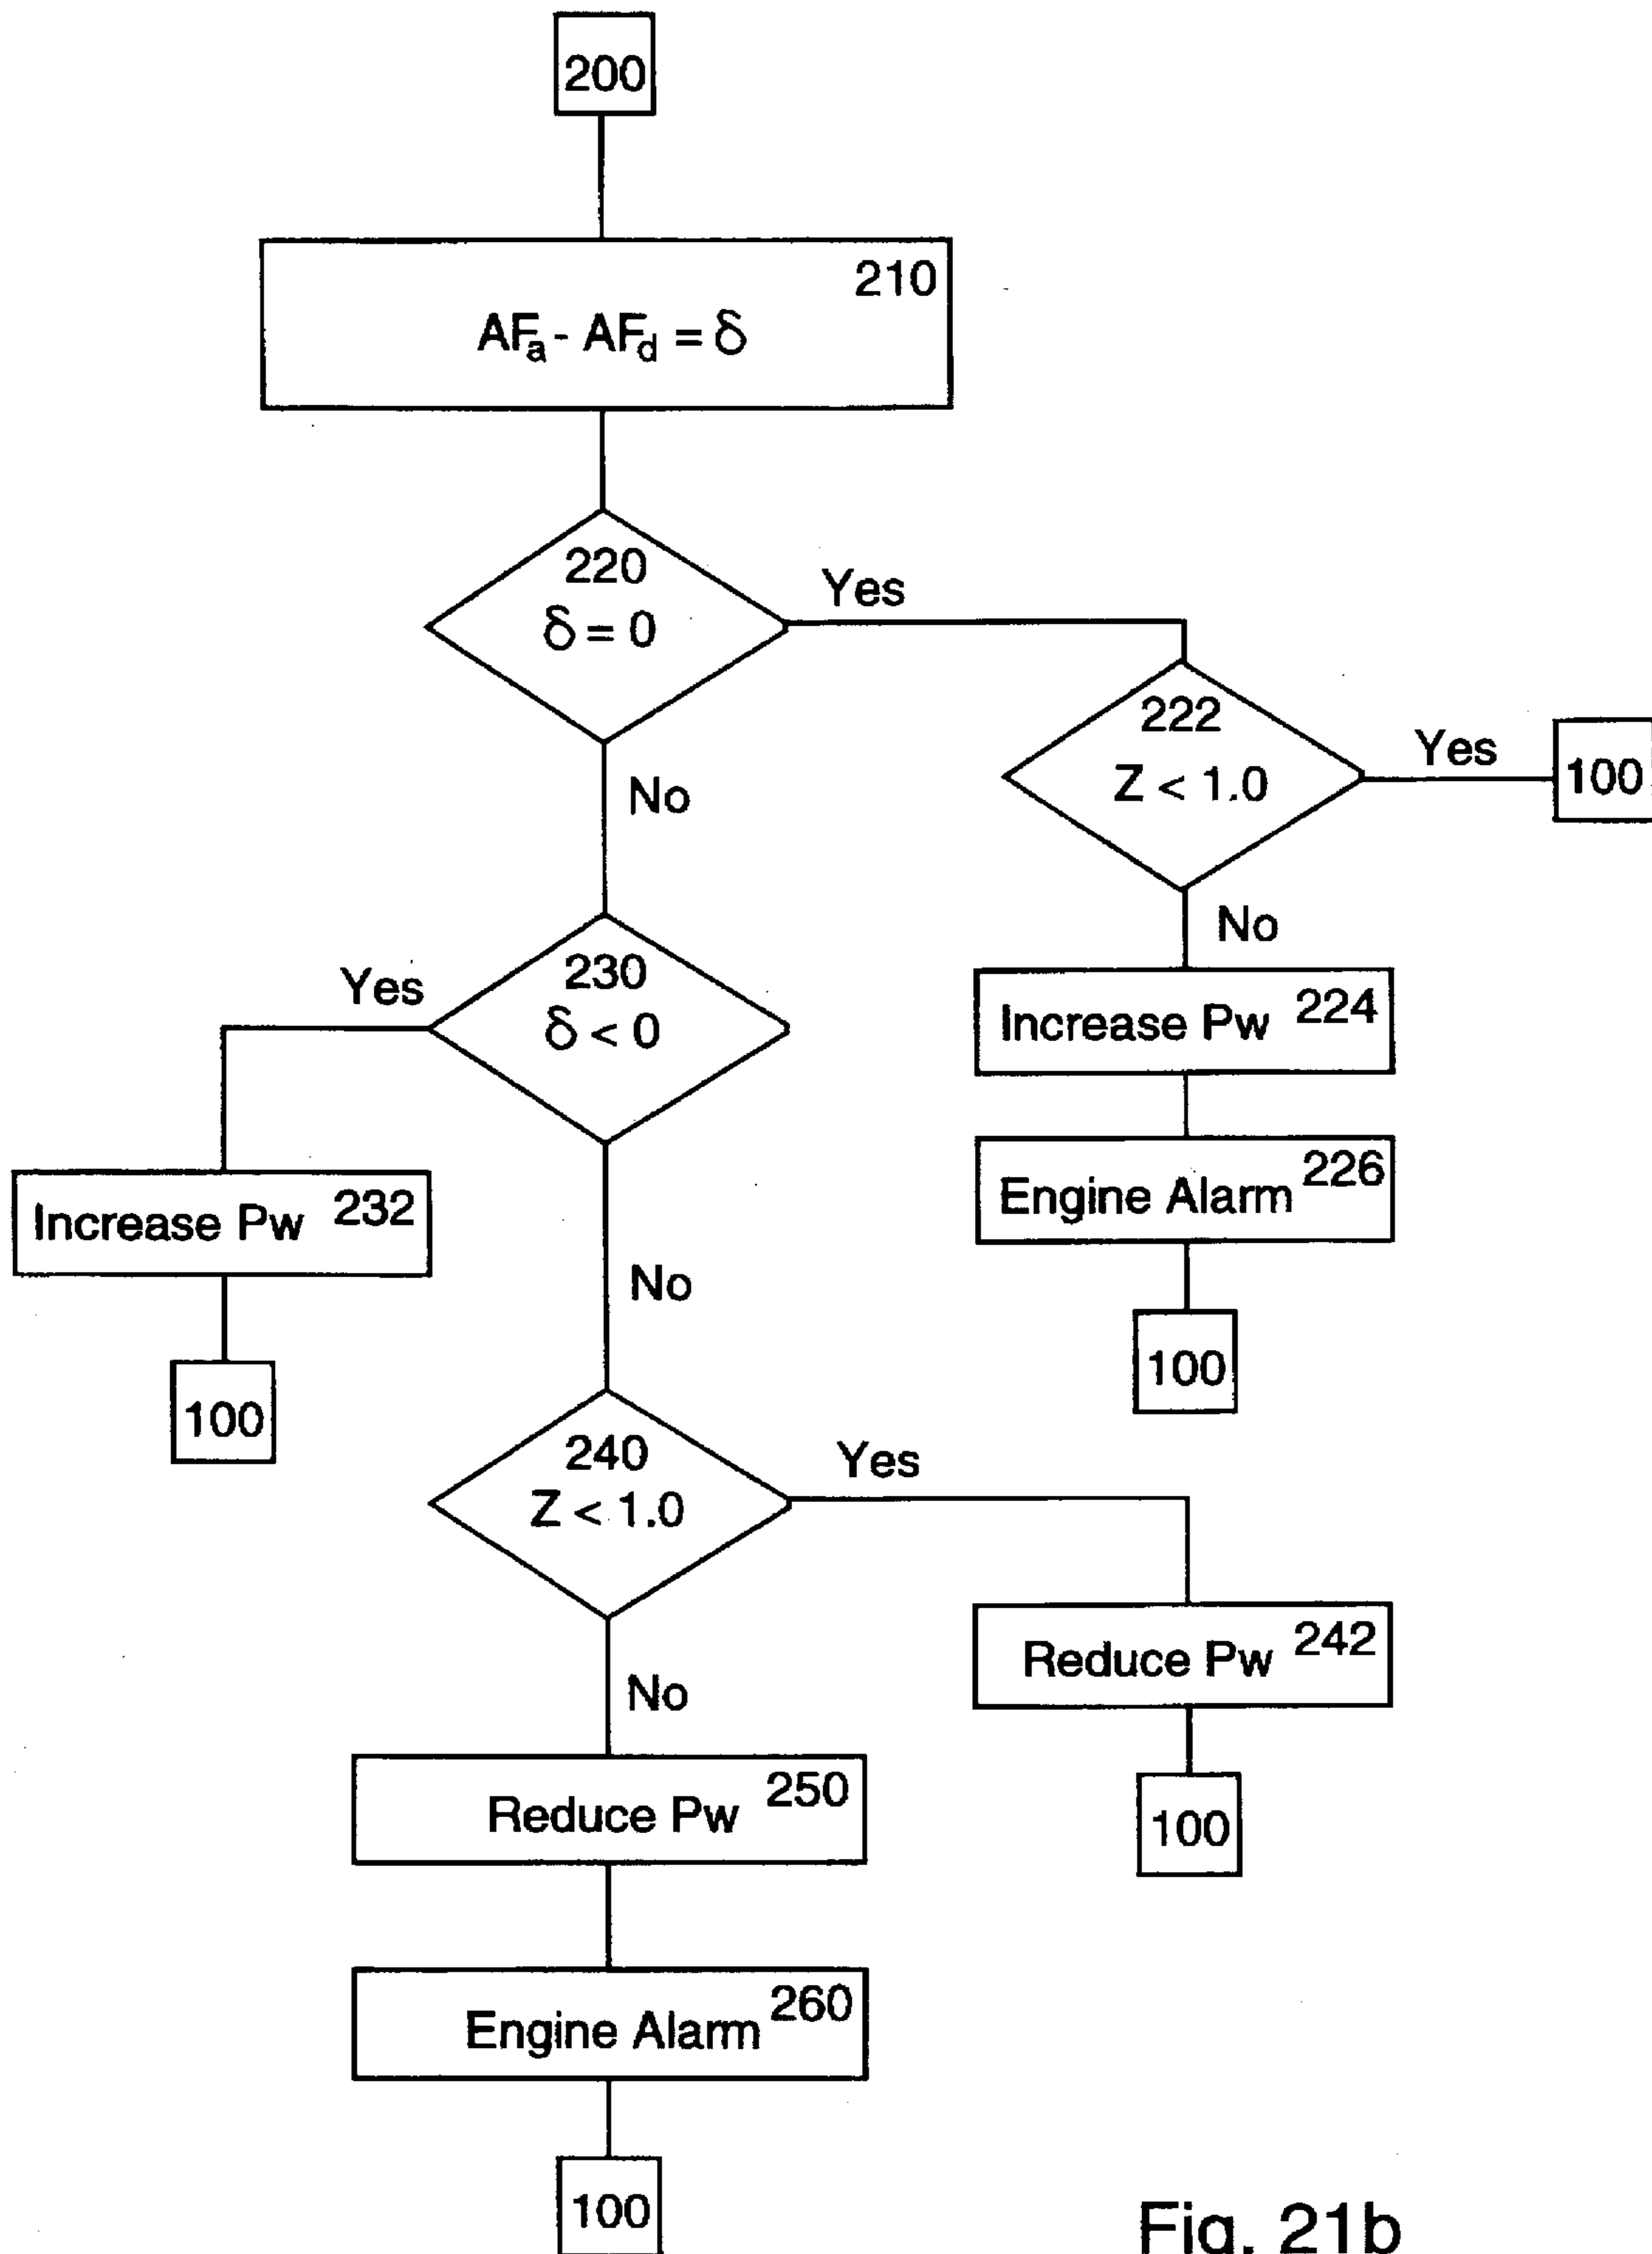 200
210
AFa - AFd = δ
220
δ = 0
Yes
222
Z < 1.0
Yes
100
No
No
224
Increase Pw
226
Engine Alarm
100
230
δ < 0
Yes
232
Increase Pw
100
No
240
Z < 1.0
Yes
242
Reduce Pw
100
No
250
Reduce Pw
260
Engine Alarm
100
Fig. 21b